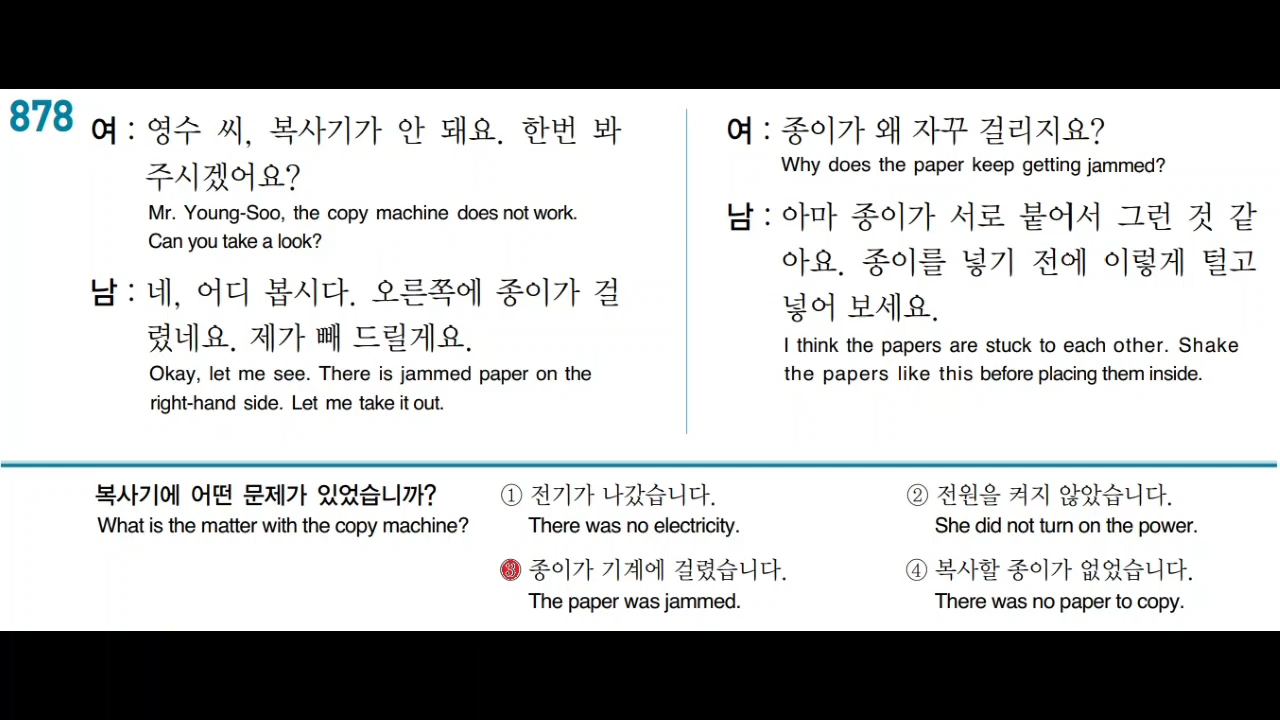 878
여 : 영수 씨, 복사기가 안 돼요. 한번 봐
주시겠어요?
Mr. Young-Soo, the copy machine does not work.
Can you take a look?
남 : 네, 어디 봅시다. 오른쪽에 종이가 걸
렸네요. 제가 빼 드릴게요.
Okay, let me see. There is jammed paper on the
right-hand side. Let me take it out.
여 : 종이가 왜 자꾸 걸리지요?
Why does the paper keep getting jammed?
남 : 아마 종이가 서로 붙어서 그런 것 같
아요. 종이를 넣기 전에 이렇게 털고
넣어 보세요.
I think the papers are stuck to each other. Shake
the papers like this before placing them inside.
복사기에 어떤 문제가 있었습니까?
What is the matter with the copy machine?
① 전기가 나갔습니다.
There was no electricity.
② 전원을 켜지 않았습니다.
She did not turn on the power.
③ 종이가 기계에 걸렸습니다.
The paper was jammed.
④ 복사할 종이가 없었습니다.
There was no paper to copy.